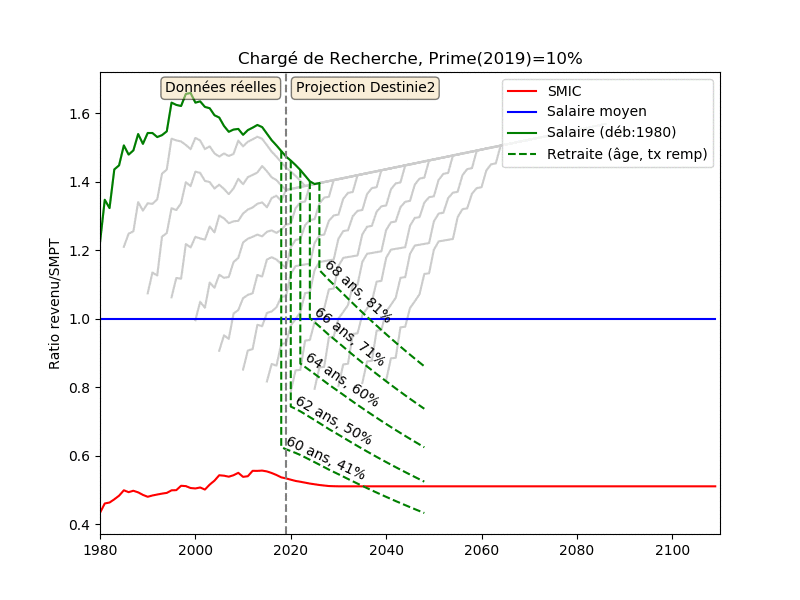 Chargé de Recherche, Prime(2019)=10%
Données réelles
Projection Destinie2
SMIC
Salaire moyen
Salaire (déb:1980)
Retraite (âge, tx remp)
Ratio revenu/SMPT
1.6
1.4
1.2
1.0
0.8
0.6
0.4
68 ans, 81%
66 ans, 71%
64 ans, 60%
62 ans, 50%
60 ans, 41%
1980
2000
2020
2040
2060
2080
2100